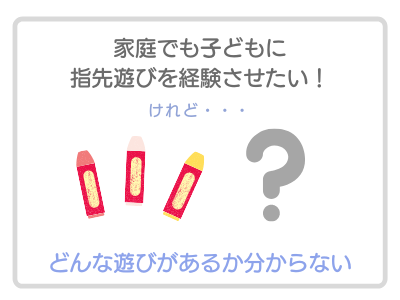 家庭でも子どもに
指先遊びを経験させたい！
けれど・・・
?
どんな遊びがあるか分からない